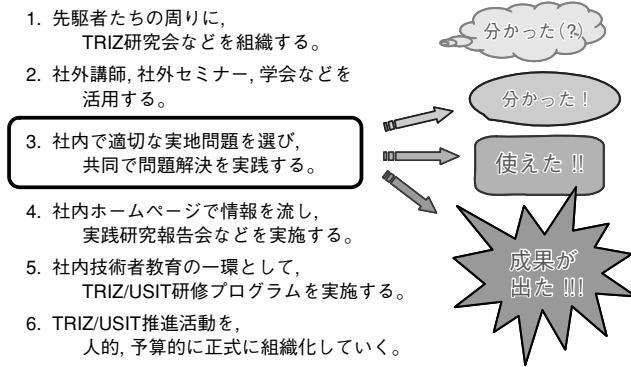 1. 先駆者たちの周りに,
TRIZ研究会などを組織する。
2. 社外講師, 社外セミナー, 学会などを
活用する。
3. 社内で適切な実地問題を選び,
共同で問題解決を実践する。
4. 社内ホームページで情報を流し,
実践研究報告会などを実施する。
5. 社内技術者教育の一環として,
TRIZ/USIT研修プログラムを実施する。
6. TRIZ/USIT推進活動を,
人的, 予算的に正式に組織化していく。
分かった(?)
分かった!
使えた!!
成果が
出た!!!